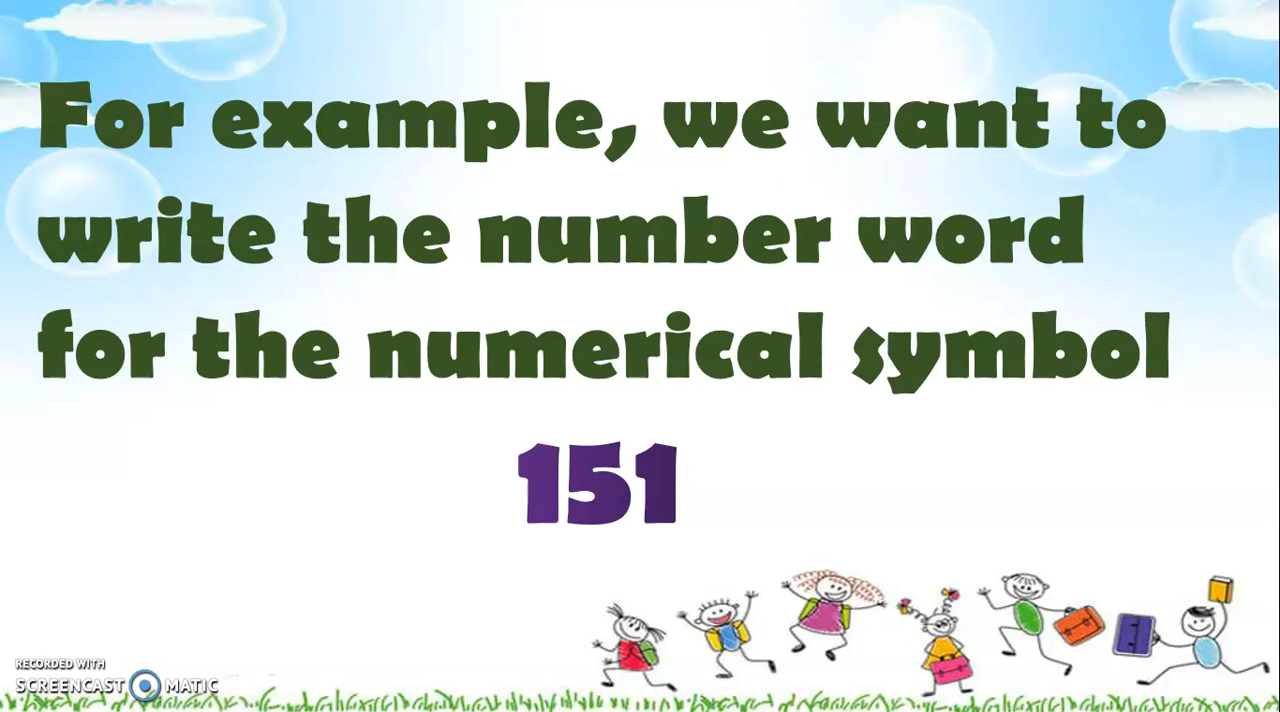 For example, we want to
write the number word
for the numerical symbol
151
RECORDED WITH
SCREENCAST MATIC